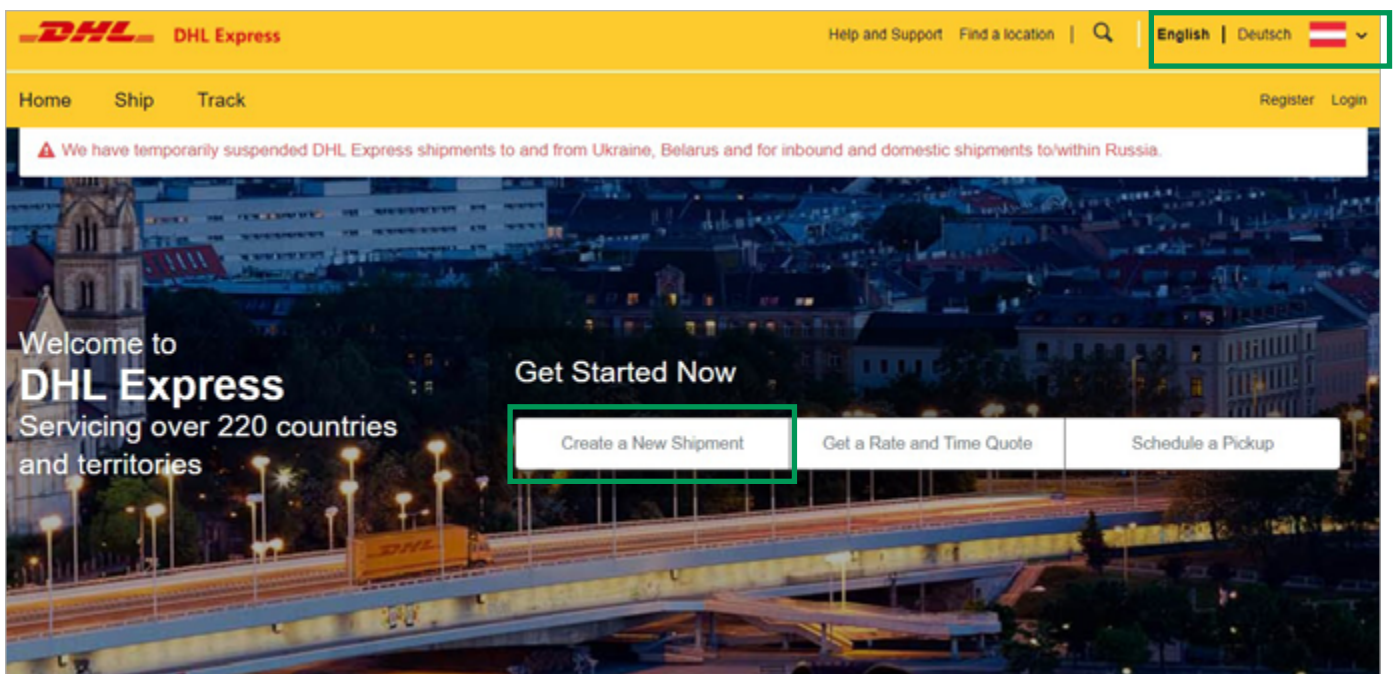 DHL DHL Express Help and Support Find a location | English | Deutsch
Home Ship Track Register Login
We have temporarily suspended DHL Express shipments to and from Ukraine, Belarus and for inbound and domestic shipments to/within Russia.
Welcome to
DHL Express
Servicing over 220 countries
and territories
Get Started Now
Create a New Shipment Get a Rate and Time Quote Schedule a Pickup
DHL